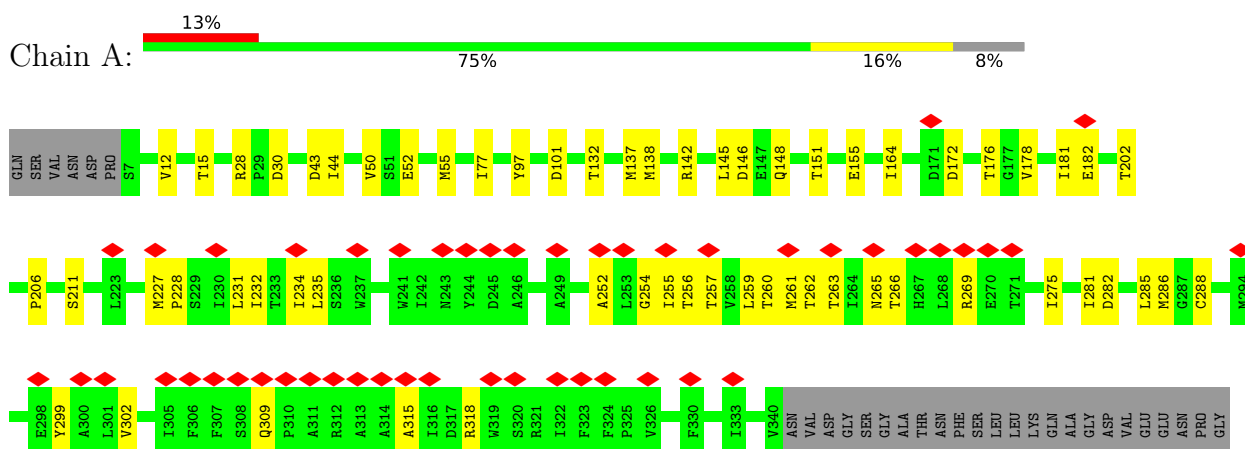 13%
Chain A:
75% 16% 8%
GLN SER VAL ASN ASP PRO S7 V12 T15 R28 P29 D30 D43 I44 V50 S51 E52 M55 I77 Y97 D101 T132 M137 M138 R142 L145 D146 E147 Q148 T151 E155 I164 D171 D172 T176 G177 V178 I181 E182 T202
P206 S211 L223 M227 P228 S229 I230 L231 I232 T233 I234 L235 S236 W237 W241 I242 N243 Y244 D245 A246 A249 A252 L253 G254 I255 T256 T257 V258 L259 T260 M261 T262 T263 I264 N265 T266 H267 L268 R269 E270 T271 I275 I281 D282 L285 M286 G287 C288 M294
E298 Y299 A300 L301 V302 I305 F306 F307 S308 Q309 P310 A311 R312 A313 A314 A315 I316 D317 R318 W319 S320 R321 I322 F323 F324 P325 V326 F330 I333 V340 ASN VAL ASP GLY SER GLY ALA THR ASN PHE SER LEU LEU LYS GLN ALA GLY ASP VAL GLU GLU ASN PRO GLY